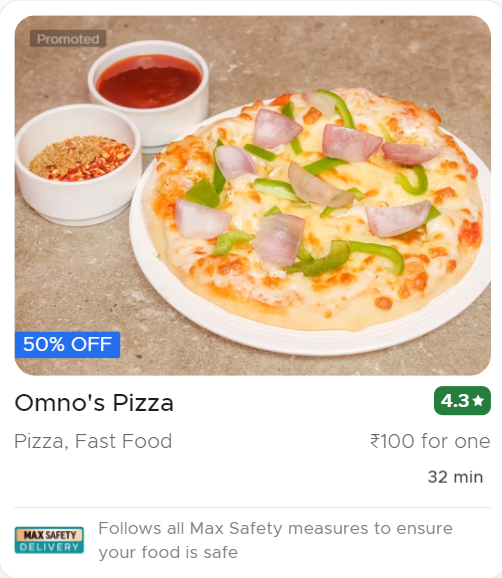 Promoted
50% OFF
Omno's Pizza
4.3★
Pizza, Fast Food
₹100 for one
32 min
MAX SAFETY
DELIVERY
Follows all Max Safety measures to ensure
your food is safe